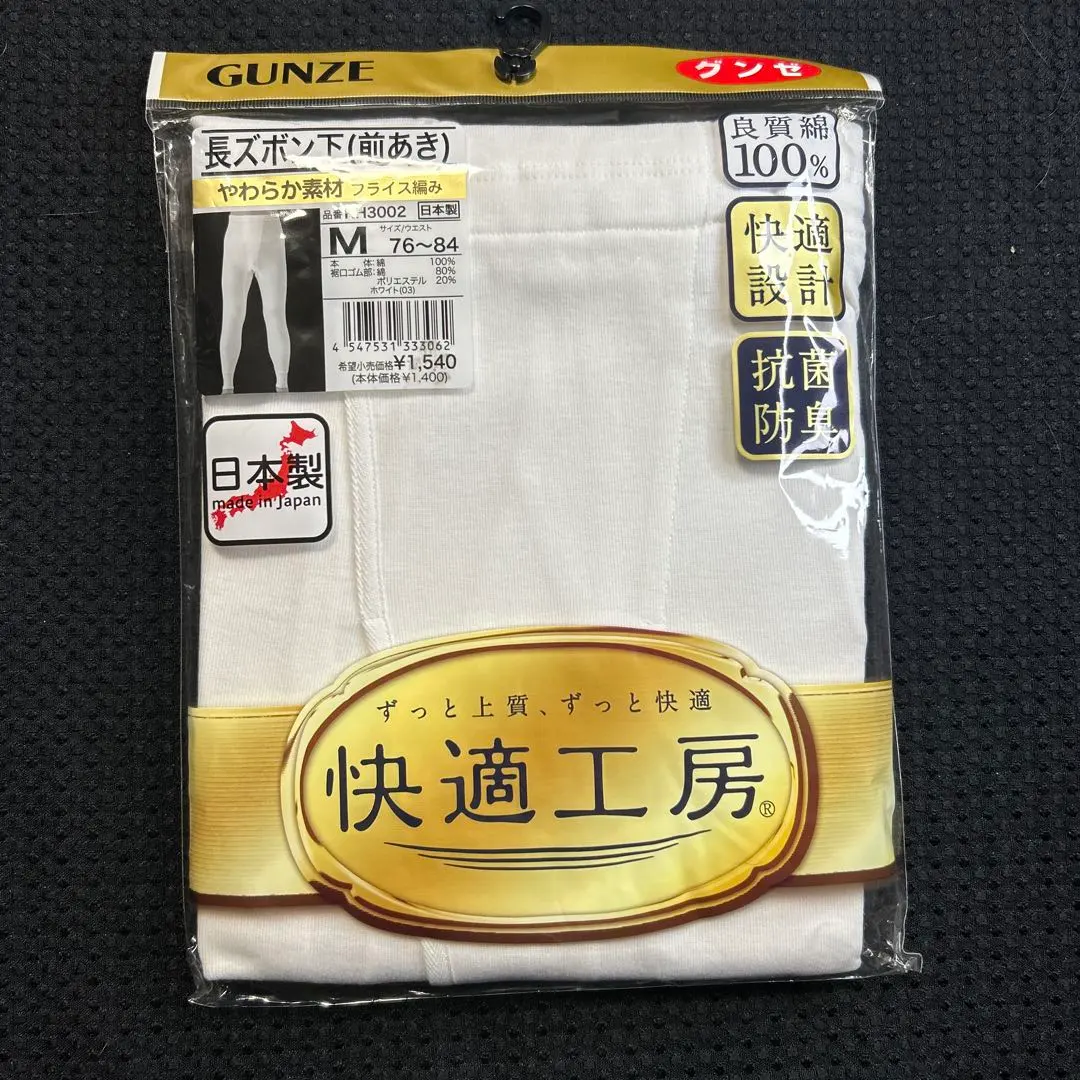 GUNZE
グンゼ
長ズボン下(前あき)
やわらか素材 フライス編み
品番 KH3002 日本製
サイズ/ウエスト
M 76~84
本 体:綿 100%
裾口ゴム部:綿 80%
ポリエステル 20%
ホワイト(03)
4 547531 333062
希望小売価格¥1,540
(本体価格¥1,400)
良質綿
100%
快適
設計
抗菌
防臭
日本製
made in Japan
ずっと上質、ずっと快適
快適工房®